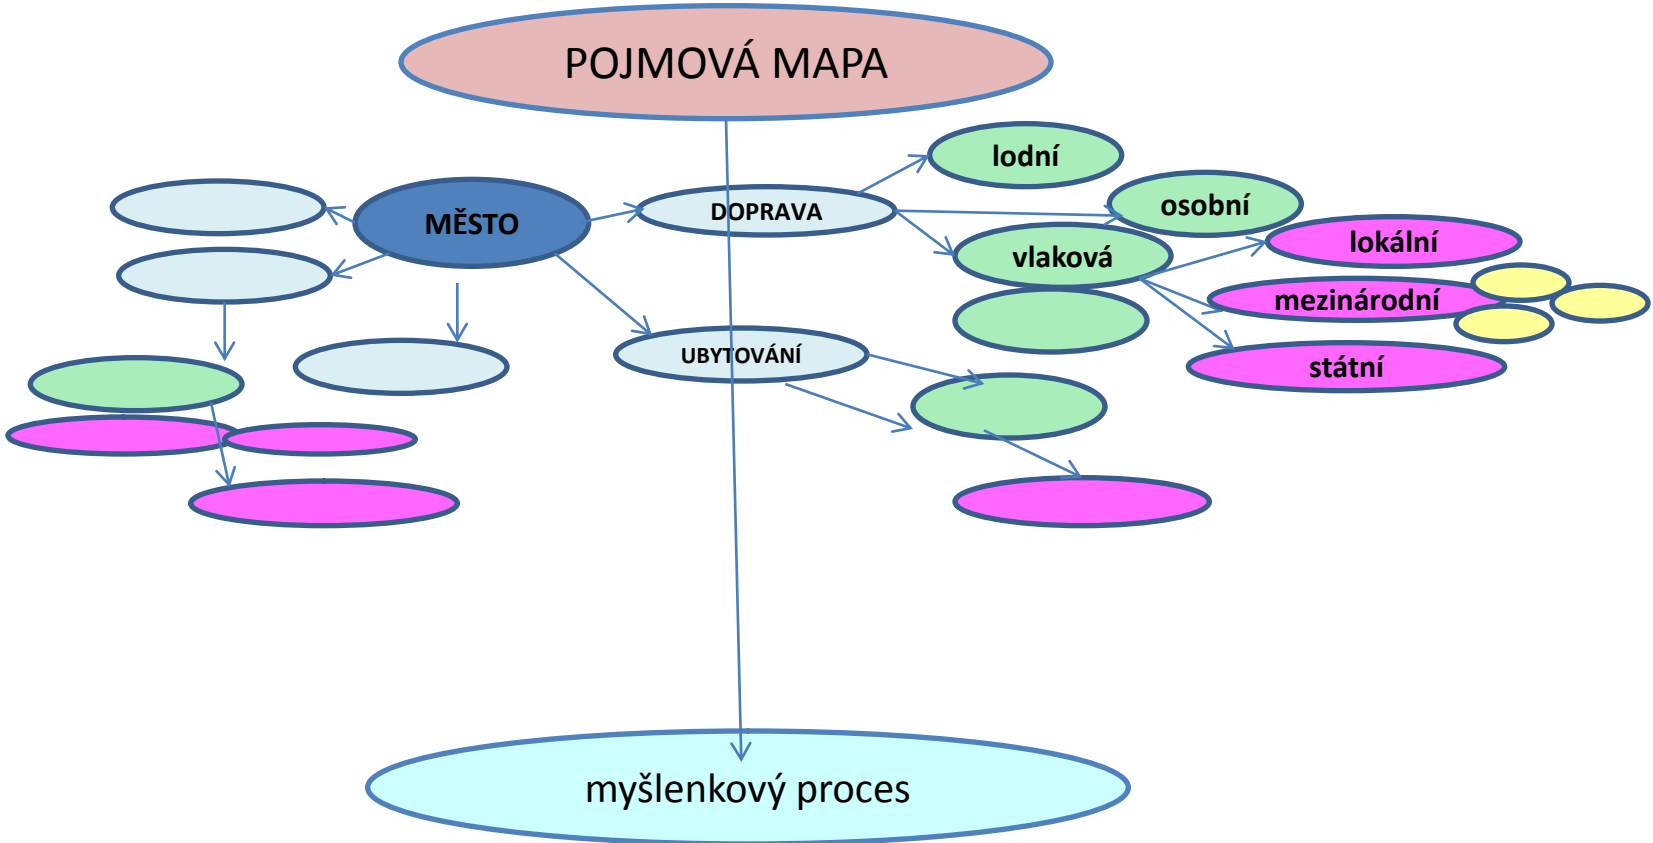 POJMOVÁ MAPA
lodní
osobní
DOPRAVA
MĚSTO
lokální
vlaková
mezinárodní
UBYTOVÁNÍ
státní
myšlenkový proces